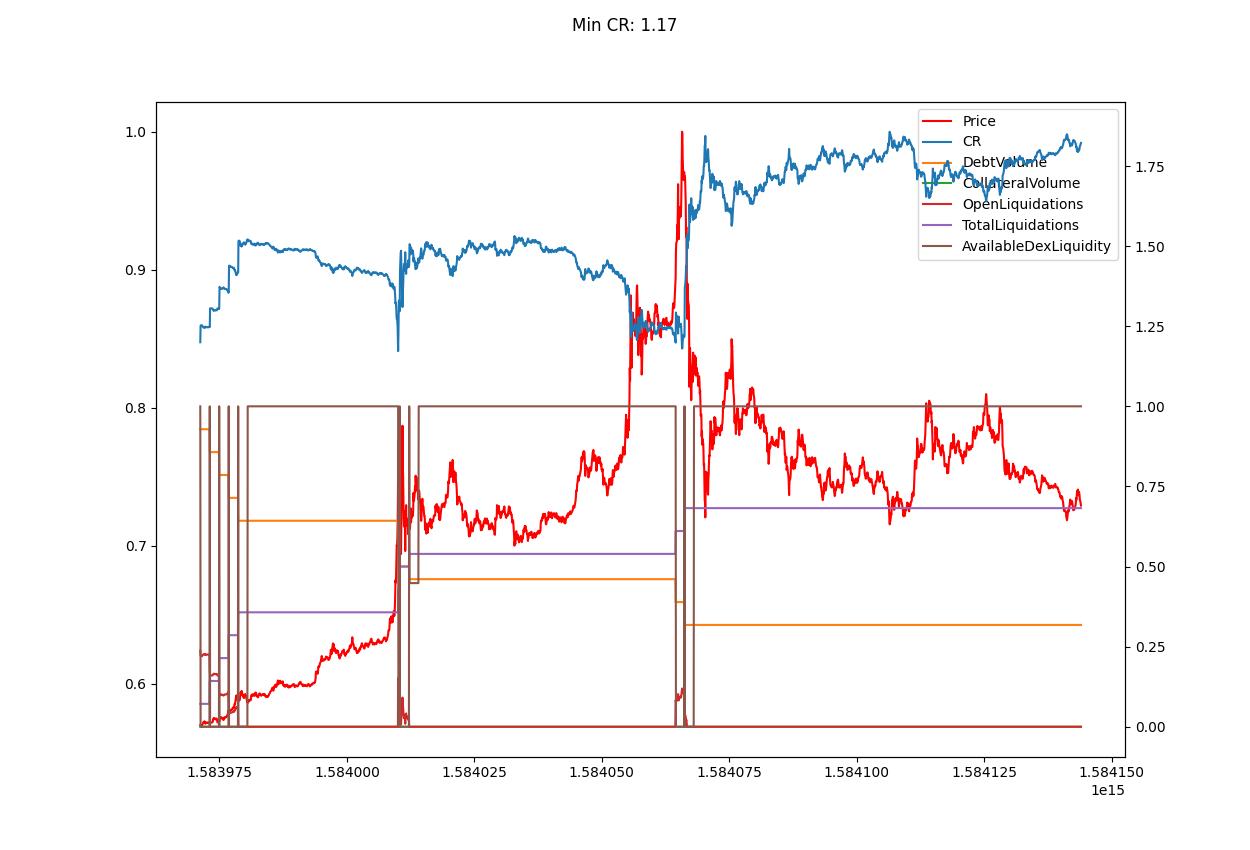 Min CR: 1.17
1.0
0.9
0.8
0.7
0.6
Price
CR
DebtVolume
CollateralVolume
OpenLiquidations
TotalLiquidations
AvailableDexLiquidity
1.75
1.50
1.25
1.00
0.75
0.50
0.25
0.00
1.583975 1.584000 1.584025 1.584050 1.584075 1.584100 1.584125 1.584150
1e15